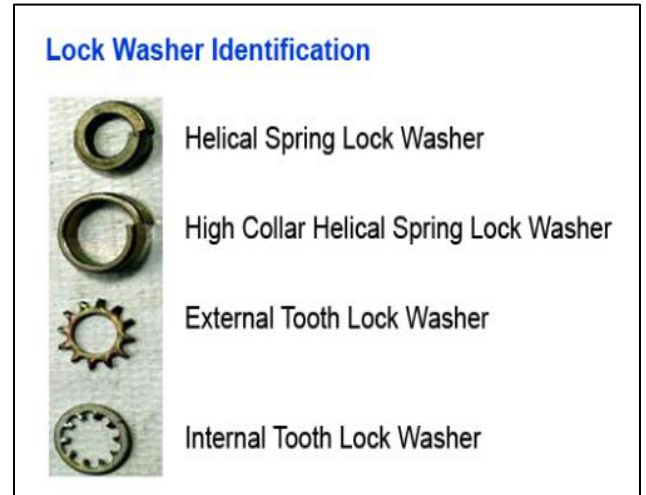 Lock Washer Identification
Helical Spring Lock Washer
High Collar Helical Spring Lock Washer
External Tooth Lock Washer
Internal Tooth Lock Washer